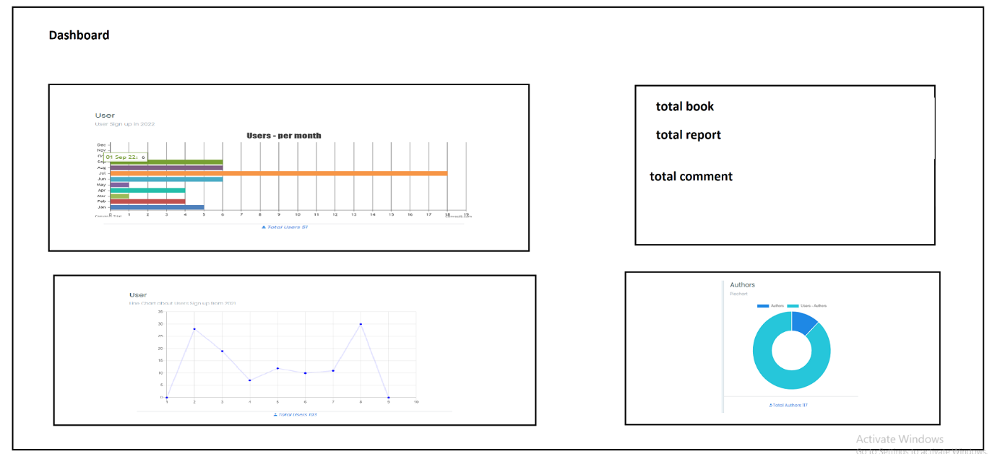 Dashboard
User
User Sign up in 2022
Users - per month
Dec
Nov
01 Sep 22: 6
Sep
Aug
Jul
Jun
May
Apr
Mar
Feb
Jan
0 1 2 3 4 5 6 7 8 9 10 11 12 13 14 15 16 17 18 19
Total Users 51
total book
total report
total comment
User
Line Chart about Users Sign up from 2021
35
30
25
20
15
10
5
0
1 2 3 4 5 6 7 8 9 10
Total Users 103
Authors
Piechart
Authors Users - Authors
Total Authors 117
Activate Windows
Go to Settings to activate Windows.